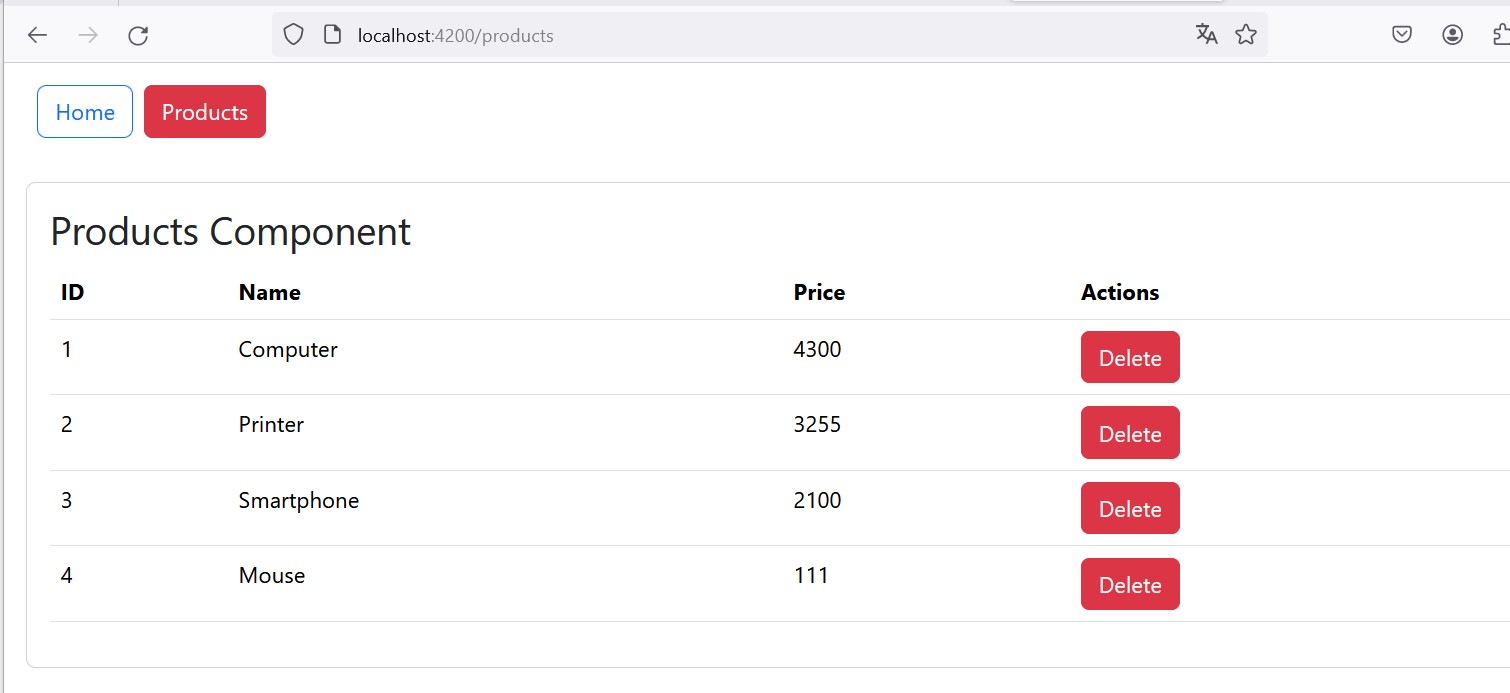 localhost:4200/products
Home Products
Products Component
ID Name Price Actions
1 Computer 4300 Delete
2 Printer 3255 Delete
3 Smartphone 2100 Delete
4 Mouse 111 Delete